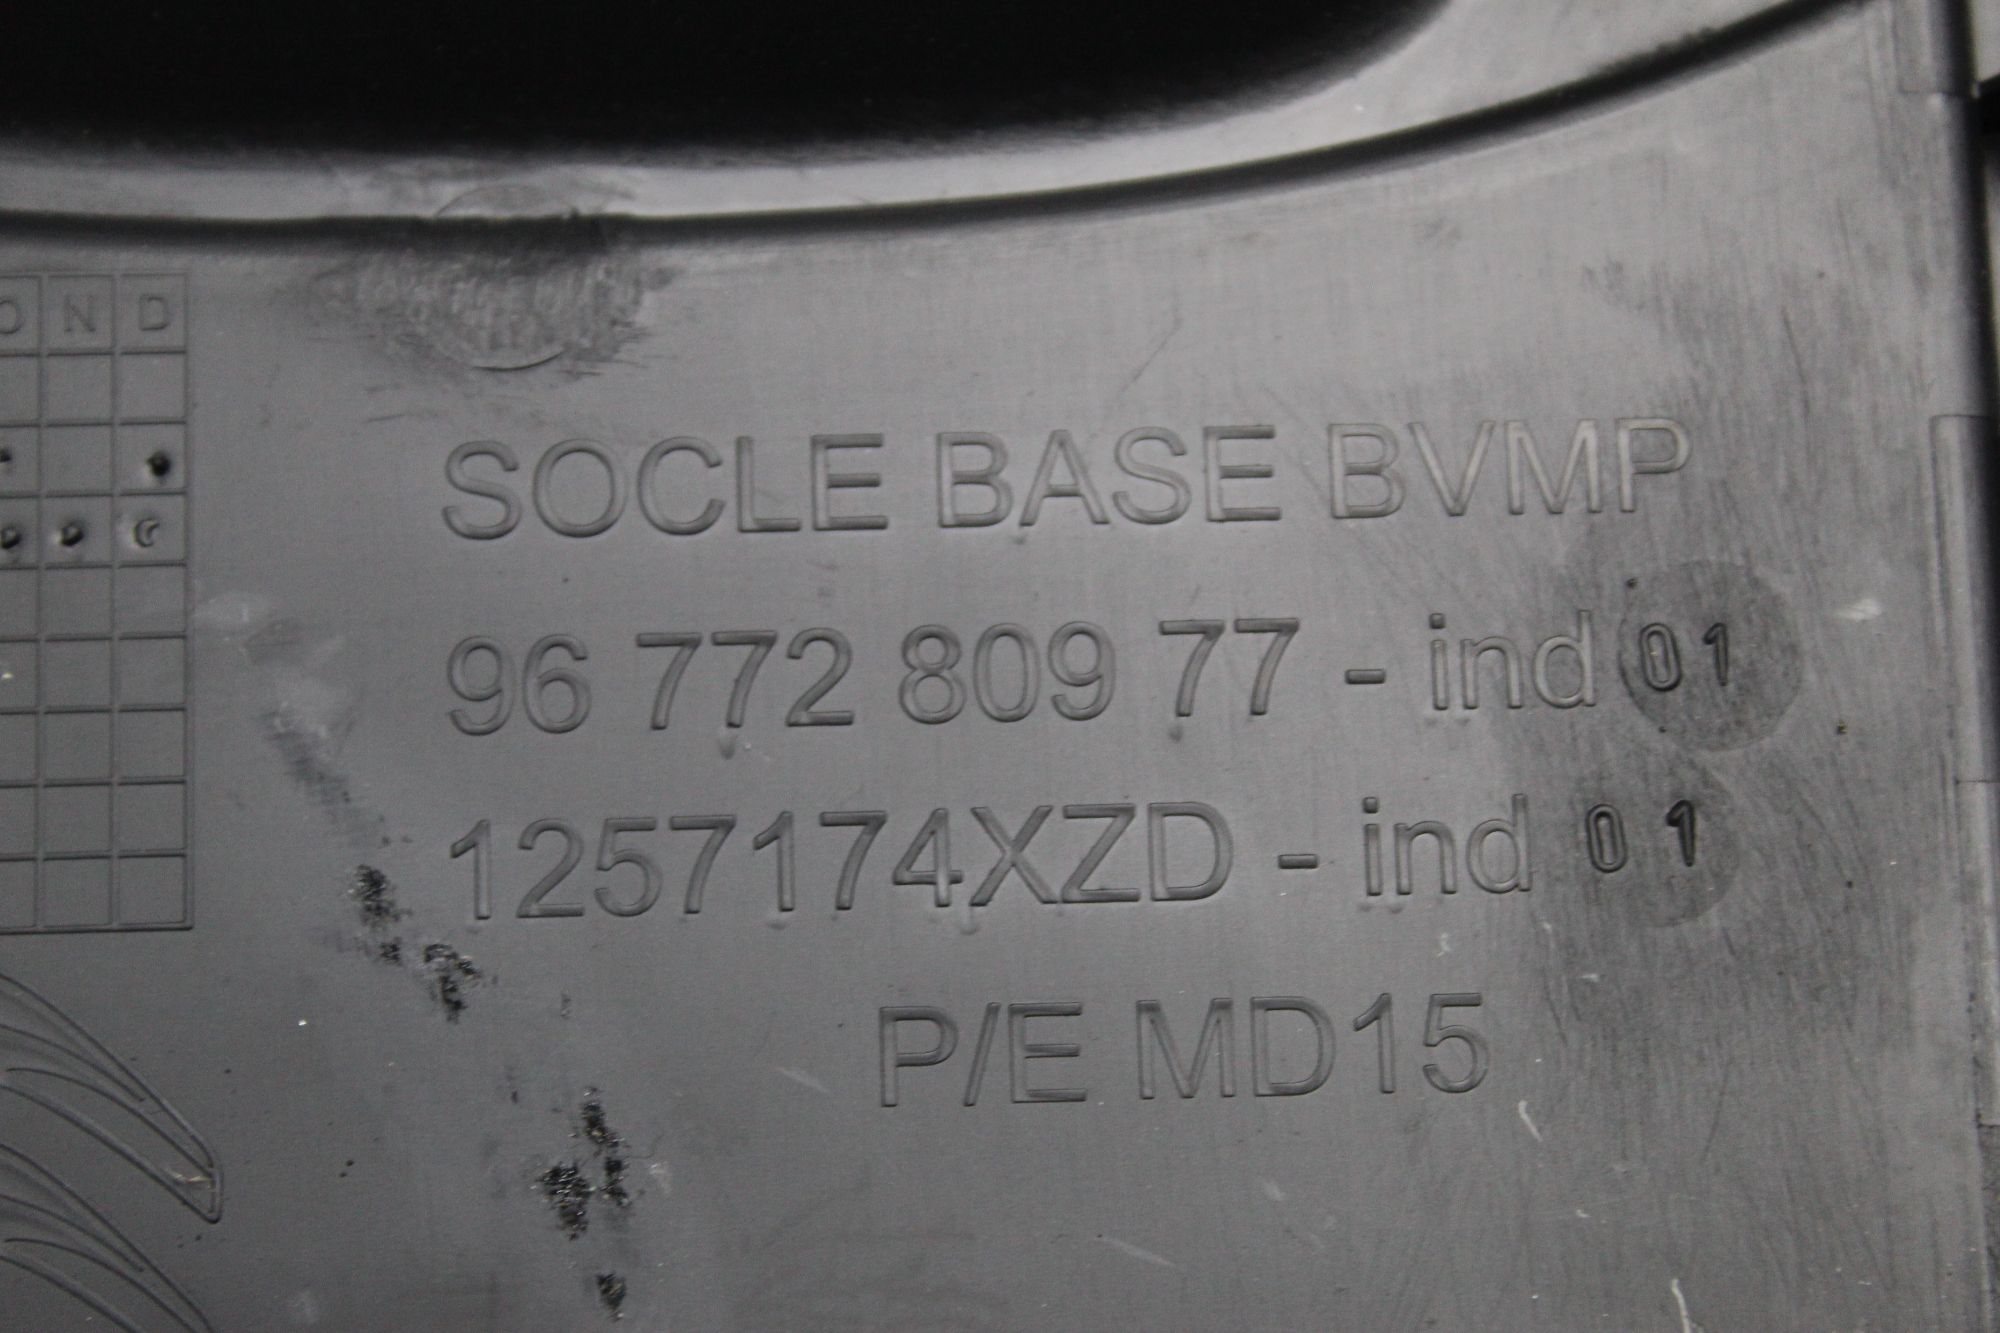 O N D
SOCLE BASE BVMP
96 772 809 77 - ind 01
1257174XZD - ind 01
P/E MD15